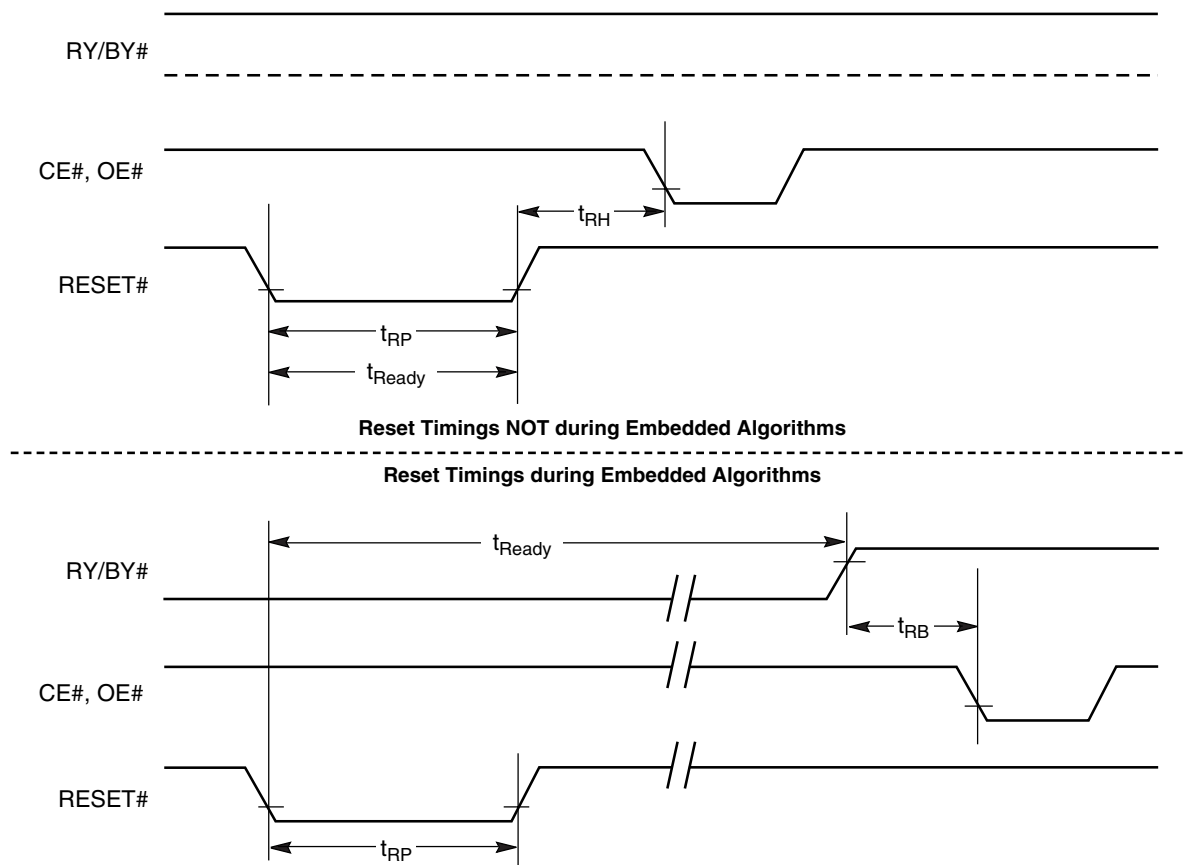 RY/BY#
CE#, OE#
tRH
RESET#
tRP
tReady
Reset Timings NOT during Embedded Algorithms
Reset Timings during Embedded Algorithms
tReady
RY/BY#
tRB
CE#, OE#
RESET#
tRP